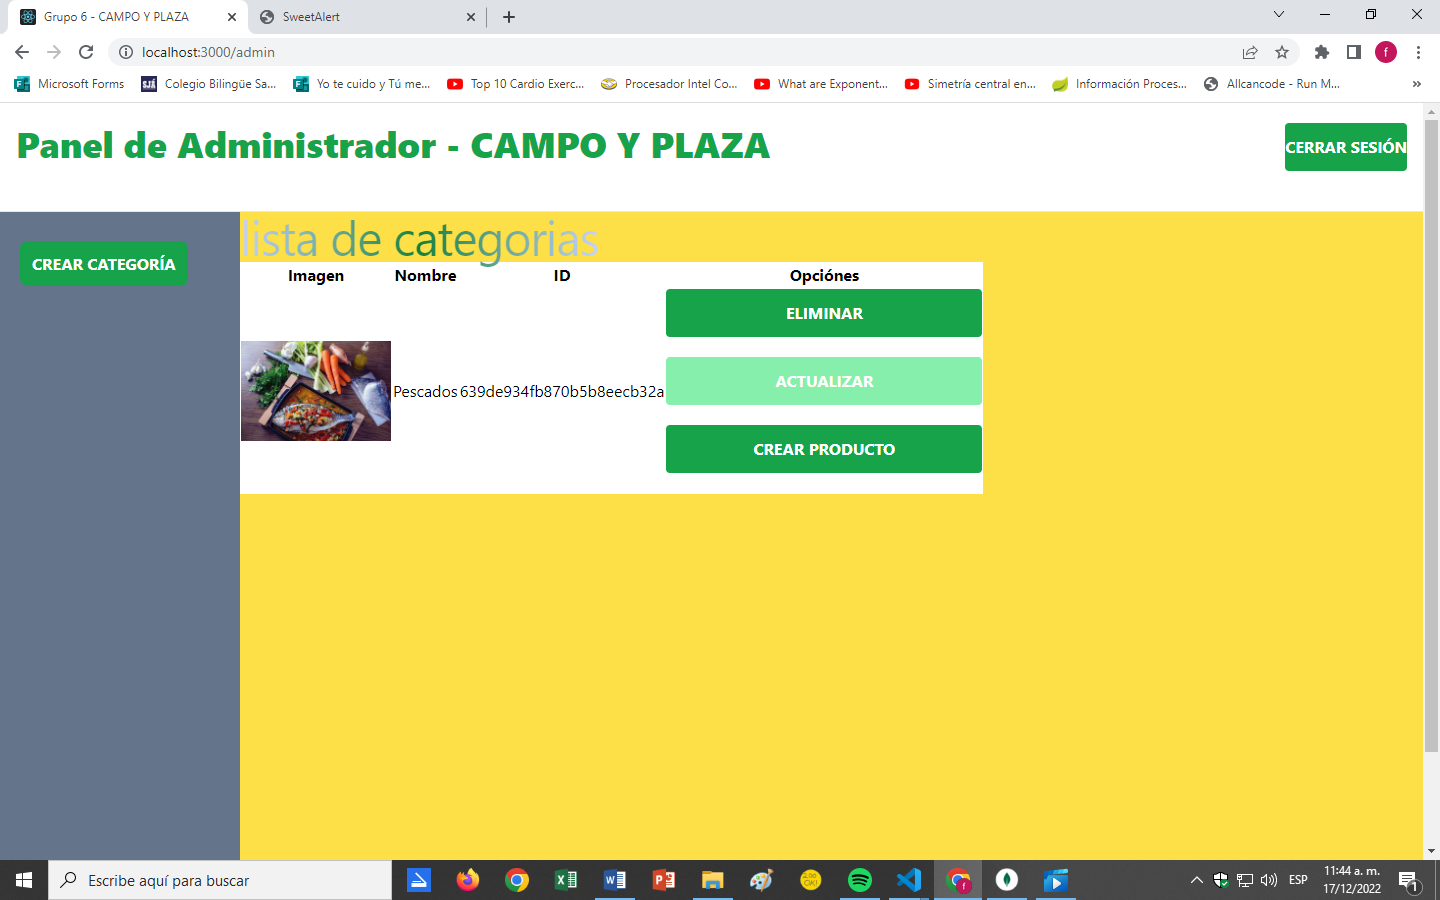 Grupo 6 - CAMPO Y PLAZA
SweetAlert
localhost:3000/admin
f
Microsoft Forms
Colegio Bilingüe Sa...
Yo te cuido y Tú me...
Top 10 Cardio Exerc...
Procesador Intel Co...
What are Exponent...
Simetría central en...
Información Proces...
Allcancode - Run M...
»
Panel de Administrador - CAMPO Y PLAZA
CERRAR SESIÓN
CREAR CATEGORÍA
lista de categorias
Imagen Nombre ID Opciónes
ELIMINAR
Pescados 639de934fb870b5b8eecb32a
ACTUALIZAR
CREAR PRODUCTO
Escribe aquí para buscar
ESP
11:44 a. m.
17/12/2022
1